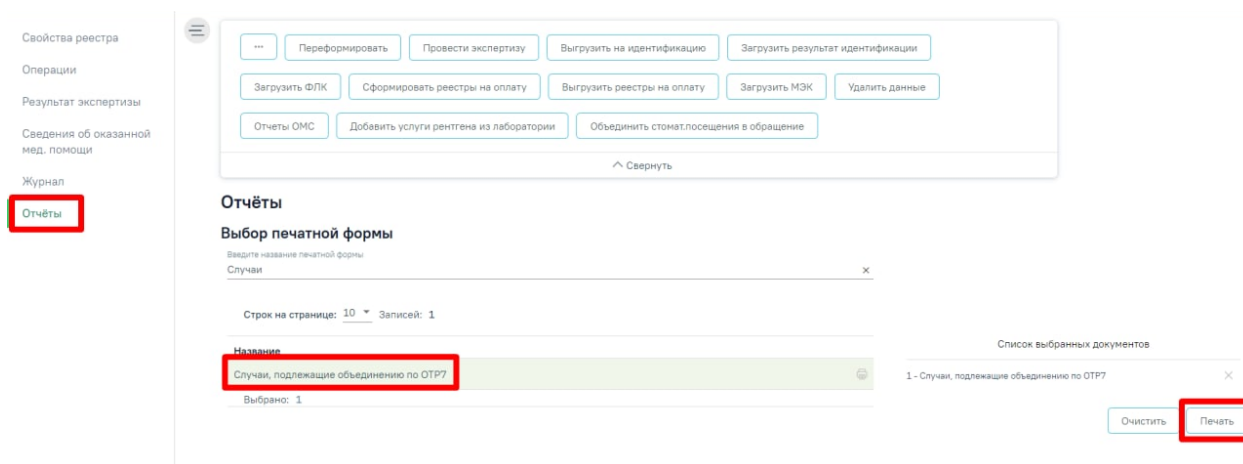 Свойства реестра
Операции
Результат экспертизы
Сведения об оказанной
мед. помощи
Журнал
Отчёты
... Переформировать Провести экспертизу Выгрузить на идентификацию Загрузить результат идентификации
Загрузить ФЛК Сформировать реестры на оплату Выгрузить реестры на оплату Загрузить МЭК Удалить данные
Отчеты ОМС Добавить услуги рентгена из лаборатории Объединить стомат.посещения в обращение
Свернуть
Отчёты
Выбор печатной формы
Введите название печатной формы
Случаи
Строк на странице: 10 Записей: 1
Название
Случаи, подлежащие объединению по ОТР7
Выбрано: 1
Список выбранных документов
1 - Случаи, подлежащие объединению по ОТР7
Очистить Печать